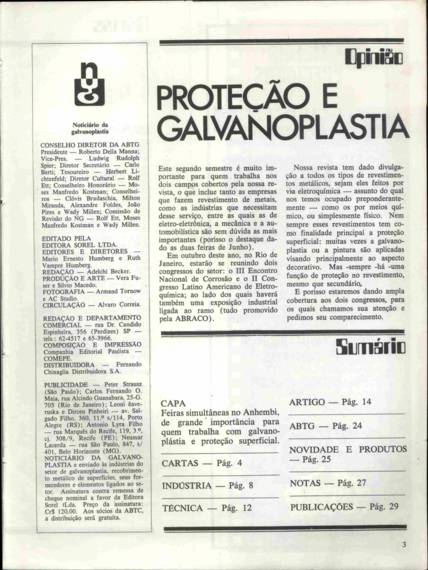 Noticiário da
galvanoplastia
CONSELHO DIRETOR DA ABTG
Presidente — Roberto Della Manna;
Vice-Pres. — Ludwig Rudolph
Spier; Diretor Secretário — Carlo
Berti; Tesoureiro — Herbert Li-
chtenfeld; Diretor Cultural — Rolf
Ett; Conselheiro Honorário — Mo-
ses Manfredo Kostman; Conselhei-
ros — Clóvis Bradaschia, Milton
Miranda, Alexandre Foldes, João
Pires e Wady Millen; Comissão de
Revisão do NG — Rolf Ett, Moses
Manfredo Kostman e Wady Millen.
EDITADO PELA
EDITORA SOREL LTDA.
EDITORES E DIRETORES —
Mario Ernesto Humberg e Ruth
Vampre Humberg.
REDAÇÃO — Adelchi Becker.
PRODUÇÃO E ARTE — Vera Fu-
ser e Silvio Macedo.
FOTOGRAFIA — Armand Tornow
e AC Studio.
CIRCULAÇÃO — Alvaro Correia.
REDAÇÃO E DEPARTAMENTO
COMERCIAL — rua Dr. Candido
Espinheira, 356 (Perdizes) SP —
tels.: 62-4517 e 65-3966.
COMPOSIÇÃO E IMPRESSÃO
Companhia Editorial Paulista —
COMEPE.
DISTRIBUIDORA — Fernando
Chinaglia Distribuidora S.A.
PUBLICIDADE — Peter Strauss
(São Paulo); Carlos Fernando O.
Maia, rua Alcindo Guanabara, 25-G.
705 (Rio de Janeiro);
e Dirceu Pinheiri — av. Sal-
gado Filho, 360, 11.º s/114, Porto
Alegre (RS); Antonio Lyra Filho
— rua Marquês do Recife, 119, 3.º,
cj. 308/9, Recife (PE); Neumar
Lacerda — rua São Paulo, 847, s/
401, Belo Horizonte (MG).
NOTICIÁRIO DA GALVANO-
PLASTIA é enviado às indústrias do
setor de galvanoplastia, recobrimen-
to metálico de superfícies, seus for-
necedores e elementos ligados ao se-
tor. Assinatura contra remessa de
cheque nominal a favor da Editora
Sorel Ltda. Preço da assinatura:
Cr$ 120,00. Aos sócios da ABTG,
a distribuição será gratuita.
Opinião
PROTEÇÃO E
GALVANOPLASTIA
Este segundo semestre é muito im-
portante para quem trabalha nos
dois campos cobertos pela nossa re-
vista, o que inclue tanto as empresas
que fazem revestimento de metais,
como as indústrias que necessitam
desse serviço, entre as quais as de
eletro-eletrônica, a mecânica e a au-
tomobilística são sem dúvida as mais
importantes (porisso o destaque da-
do as duas feiras de Junho).
Em outubro deste ano, no Rio de
Janeiro, estarão se reunindo dois
congressos do setor: o III Encontro
Nacional de Corrosão e o II Con-
gresso Latino Americano de Eletro-
química; ao lado dos quais haverá
também uma exposição industrial
ligada ao ramo (tudo promovido
pela ABRACO).
Nossa revista tem dado divulga-
ção a todos os tipos de revestimen-
tos metálicos, sejam eles feitos por
via eletroquímica — assunto do qual
nos temos ocupado preponderante-
mente — como os por meios quí-
mico, ou simplesmente físico. Nem
sempre esses revestimentos tem co-
mo finalidade principal a proteção
superficial: muitas vezes a galvano-
plastia ou a pintura são aplicadas
visando principalmente ao aspecto
decorativo. Mas -sempre -há -uma
função de proteção no revestimento,
mesmo que secundário,
E porisso estaremos dando ampla
cobertura aos dois congressos, para
os quais chamamos sua atenção e
pedimos seu comparecimento.
Sumário
CAPA
Feiras simultâneas no Anhembi,
de grande importância para
quem trabalha com galvano-
plástia e proteção superficial.
CARTAS — Pág. 4
INDÚSTRIA — Pág. 8
TÉCNICA — Pág. 12
ARTIGO — Pág. 14
ABTG — Pág. 24
NOVIDADE E PRODUTOS
— Pág. 25
NOTAS — Pág. 27
PUBLICAÇÕES — Pág. 29
3